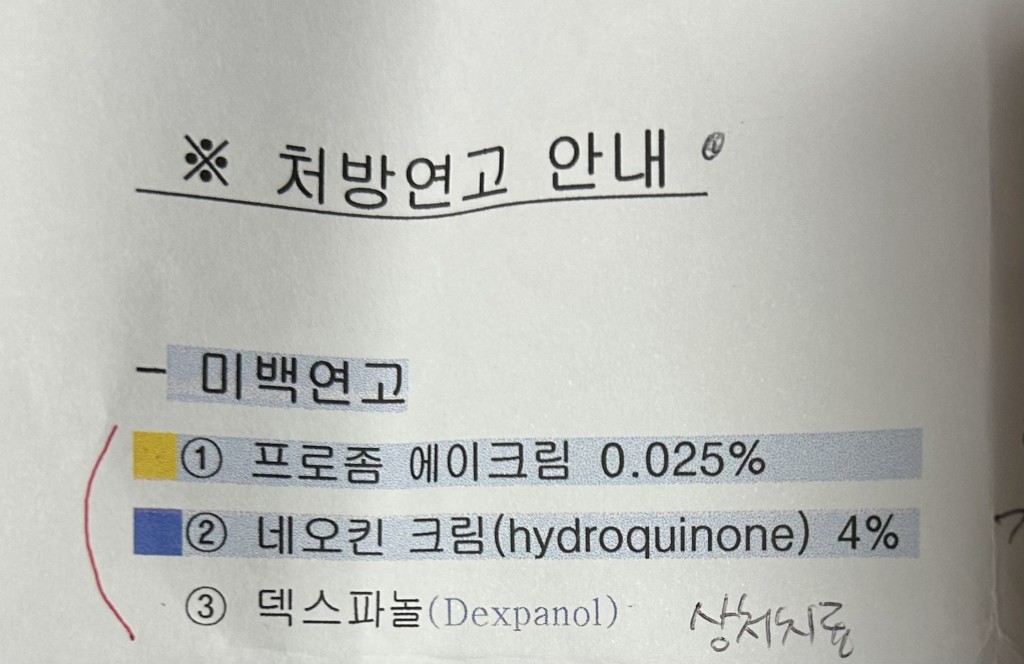 ※ 처방연고 안내
- 미백연고
① 프로좀 에이크림 0.025%
② 네오킨 크림(hydroquinone) 4%
③ 덱스파놀(Dexpanol) 상처치료